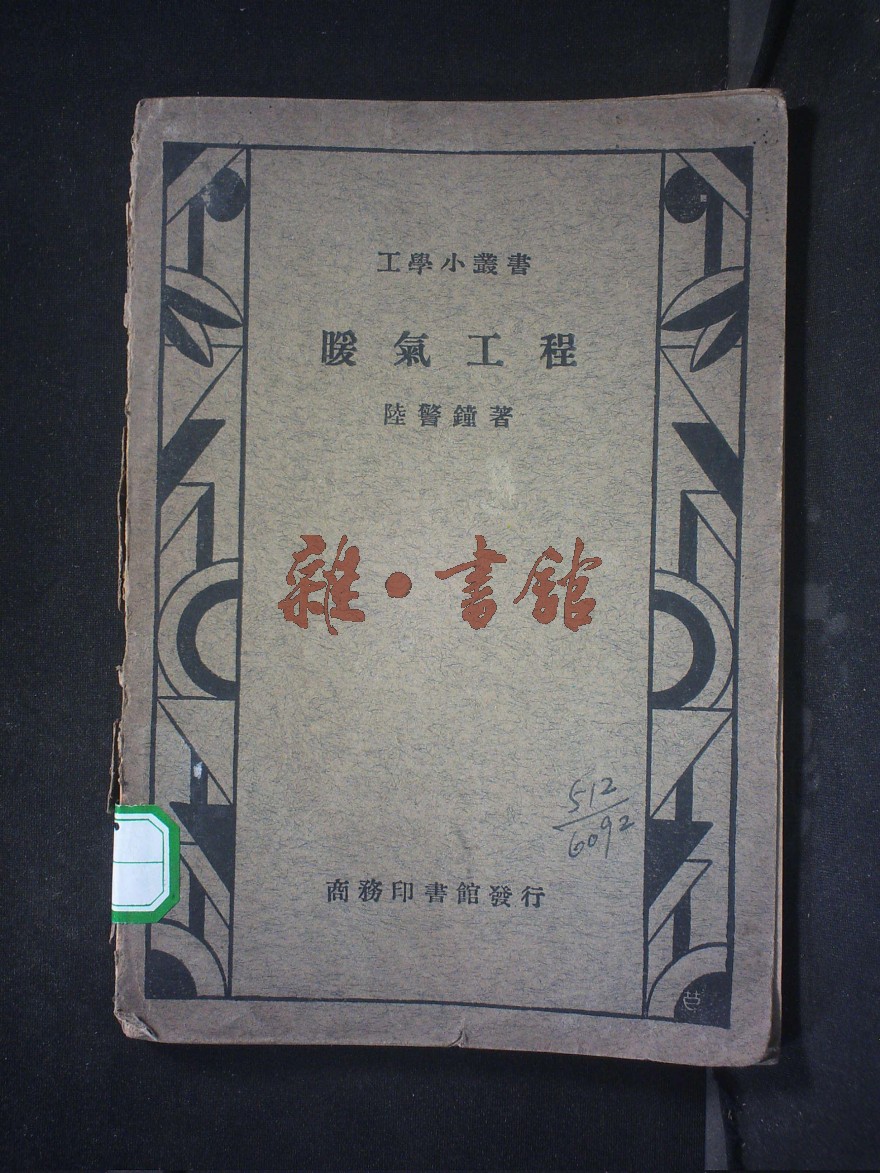 工學小叢書
暖氣工程
陸警鐘著
雜·書館
512
6092
商務印書館發行